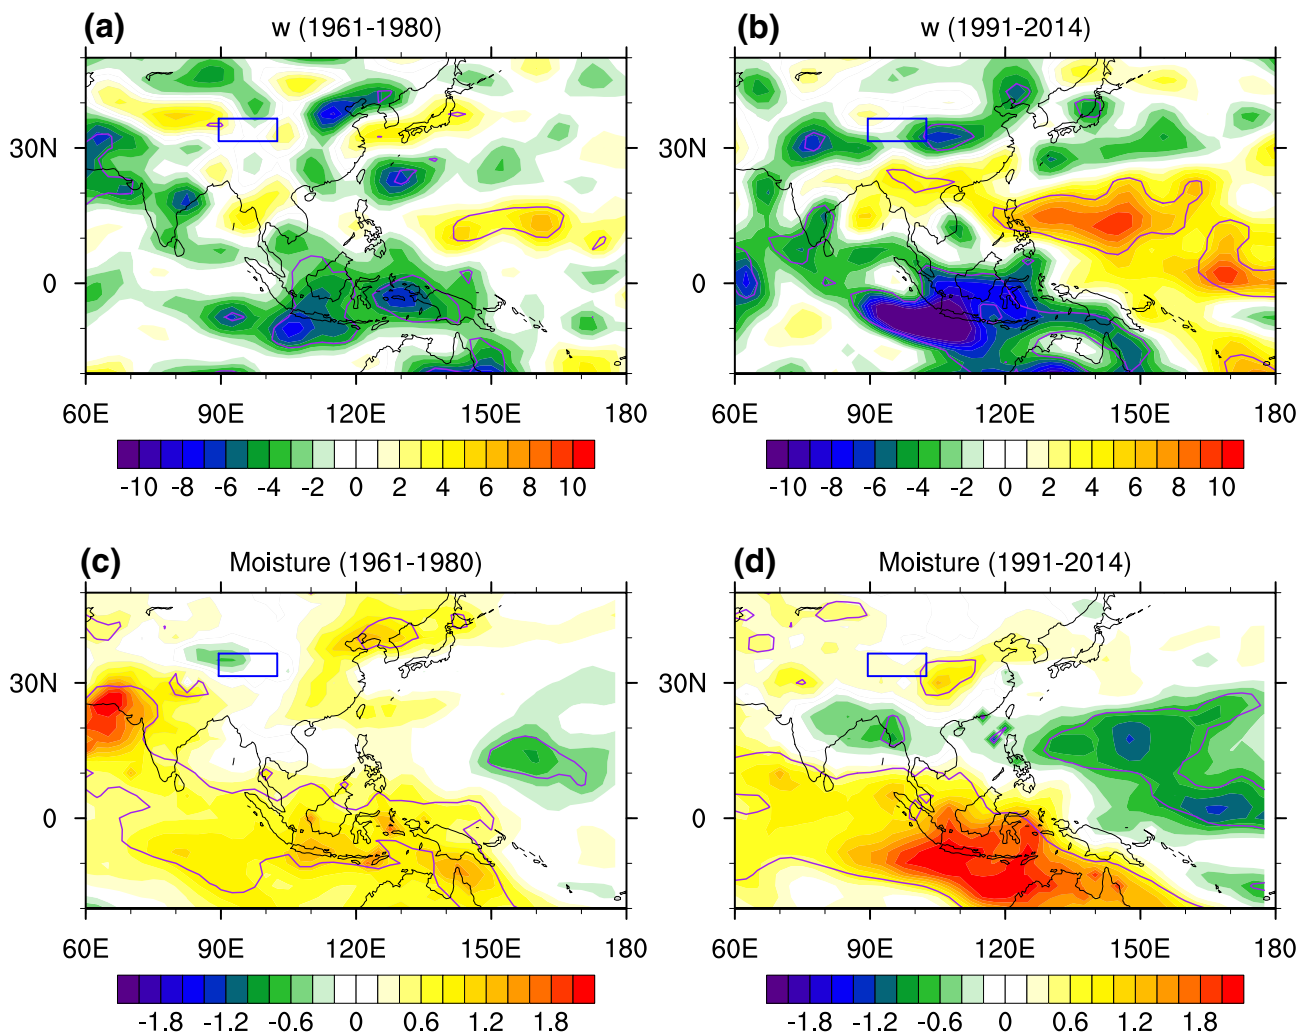 (a) w (1961-1980)
(b) w (1991-2014)
30N
0
60E 90E 120E 150E 180
-10 -8 -6 -4 -2 0 2 4 6 8 10
30N
0
60E 90E 120E 150E 180
-10 -8 -6 -4 -2 0 2 4 6 8 10
(c) Moisture (1961-1980)
(d) Moisture (1991-2014)
30N
0
60E 90E 120E 150E 180
-1.8 -1.2 -0.6 0 0.6 1.2 1.8
30N
0
60E 90E 120E 150E 180
-1.8 -1.2 -0.6 0 0.6 1.2 1.8